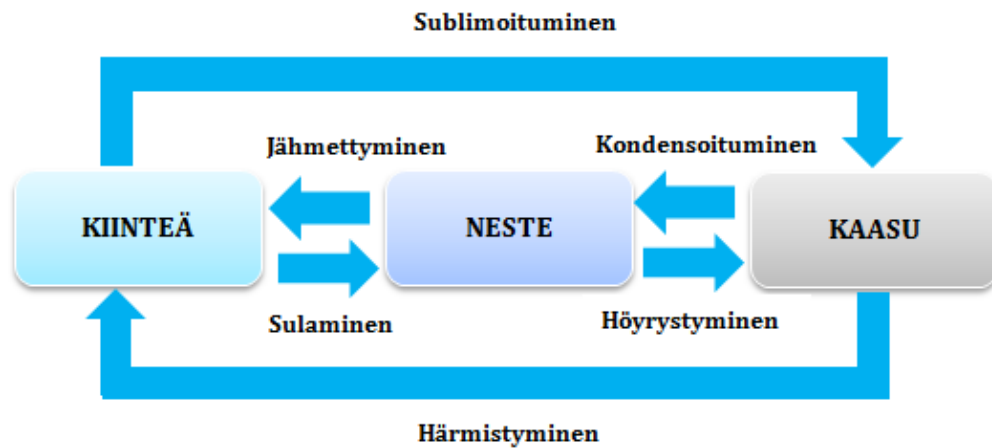 Sublimoituminen
Jähmettyminen
Kondensoituminen
KIINTEÄ
NESTE
KAASU
Sulaminen
Höyrystyminen
Härmistyminen